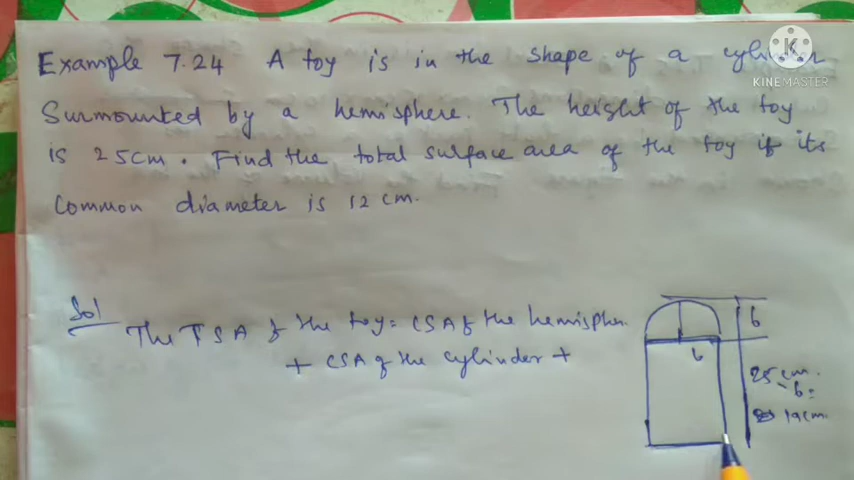 Example 7.24 A toy is in the shape of a cylinder
Surmounted by a hemisphere. The height of the toy
is 25cm. Find the total surface area of the toy if its
Common diameter is 12 cm.
KINEMASTER
Sol
The TSA of the toy = CSA of the hemispher.
+ CSA of the cylinder +
6
6
25 cm.
- 6 =
19cm.